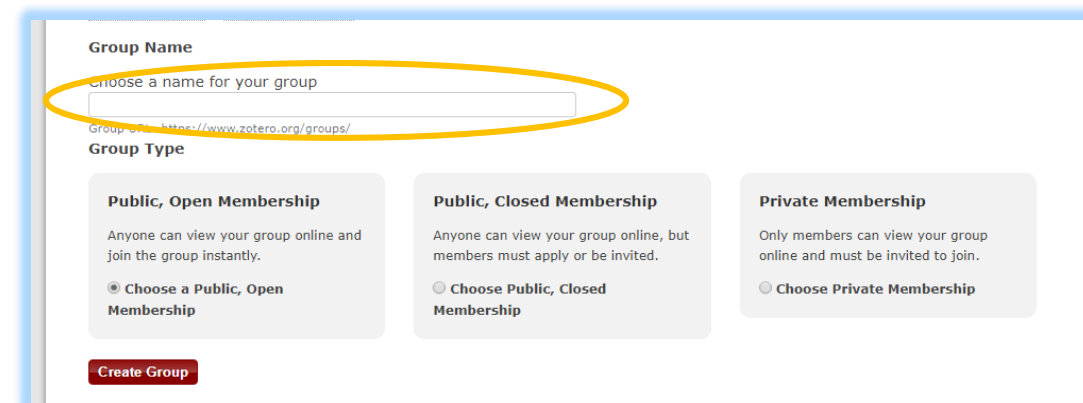 Group Name
Choose a name for your group
Group URL: https://www.zotero.org/groups/
Group Type
Public, Open Membership
Anyone can view your group online and
join the group instantly.
Choose a Public, Open
Membership
Public, Closed Membership
Anyone can view your group online, but
members must apply or be invited.
Choose Public, Closed
Membership
Private Membership
Only members can view your group
online and must be invited to join.
Choose Private Membership
Create Group